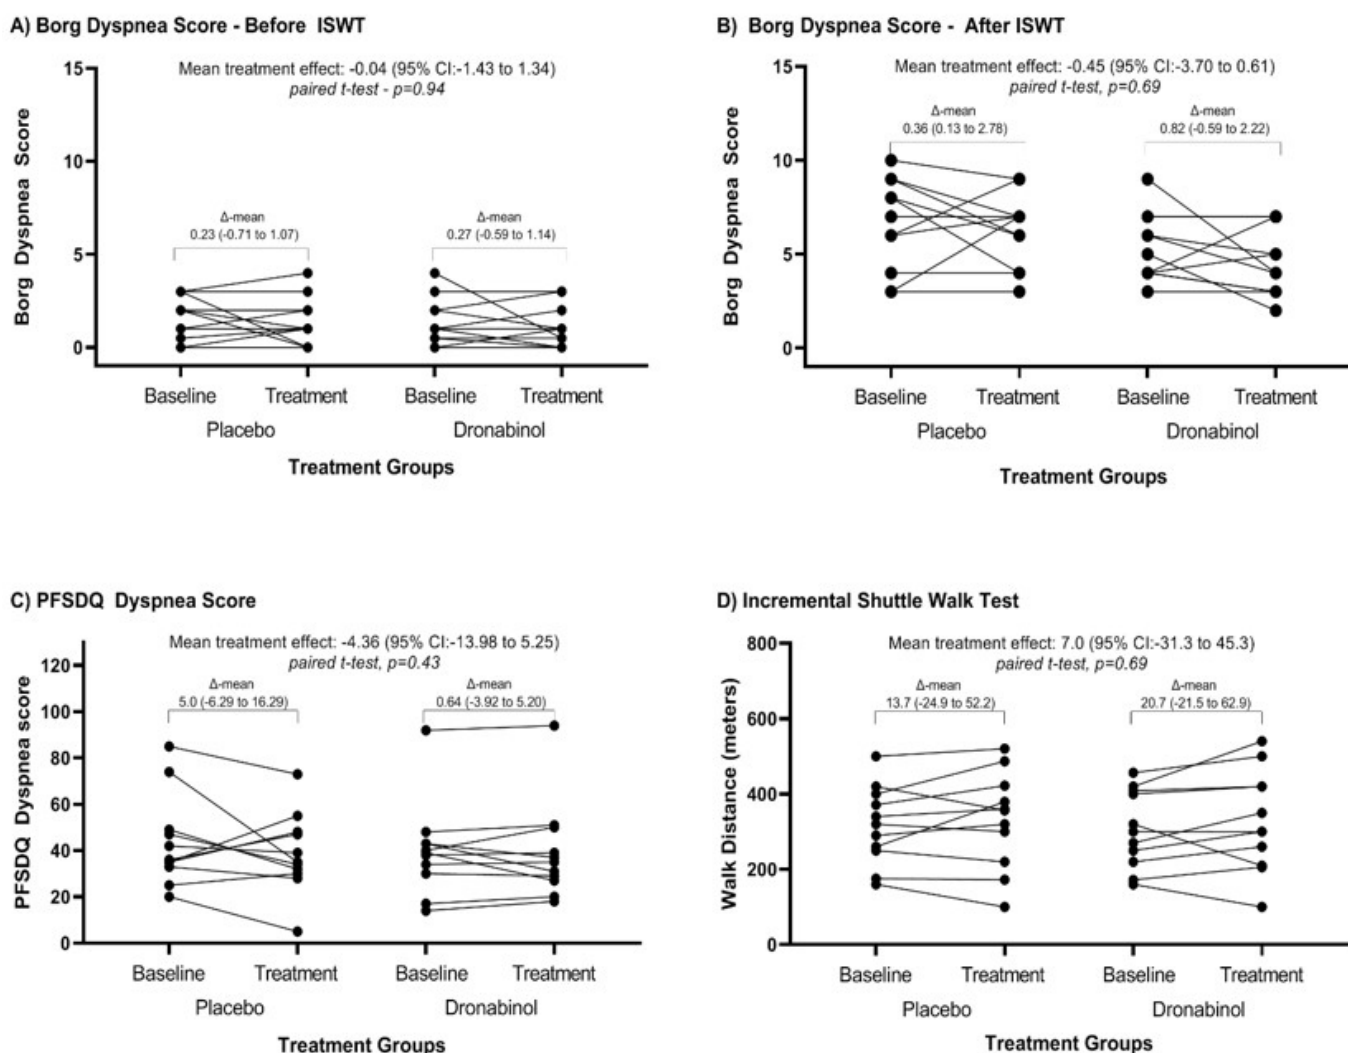 A) Borg Dyspnea Score - Before ISWT
Mean treatment effect: -0.04 (95% CI:-1.43 to 1.34)
paired t-test - p=0.94
15
10
5
0
Borg Dyspnea Score
Δ-mean
0.23 (-0.71 to 1.07)
Δ-mean
0.27 (-0.59 to 1.14)
Baseline Treatment Baseline Treatment
Placebo Dronabinol
Treatment Groups
B) Borg Dyspnea Score - After ISWT
Mean treatment effect: -0.45 (95% CI:-3.70 to 0.61)
paired t-test, p=0.69
15
10
5
0
Borg Dyspnea Score
Δ-mean
0.36 (0.13 to 2.78)
Δ-mean
0.82 (-0.59 to 2.22)
Baseline Treatment Baseline Treatment
Placebo Dronabinol
Treatment Groups
C) PFSDQ Dyspnea Score
Mean treatment effect: -4.36 (95% CI:-13.98 to 5.25)
paired t-test, p=0.43
120
100
80
60
40
20
0
PFSDQ Dyspnea score
Δ-mean
5.0 (-6.29 to 16.29)
Δ-mean
0.64 (-3.92 to 5.20)
Baseline Treatment Baseline Treatment
Placebo Dronabinol
Treatment Groups
D) Incremental Shuttle Walk Test
Mean treatment effect: 7.0 (95% CI:-31.3 to 45.3)
paired t-test, p=0.69
800
600
400
200
0
Walk Distance (meters)
Δ-mean
13.7 (-24.9 to 52.2)
Δ-mean
20.7 (-21.5 to 62.9)
Baseline Treatment Baseline Treatment
Placebo Dronabinol
Treatment Groups